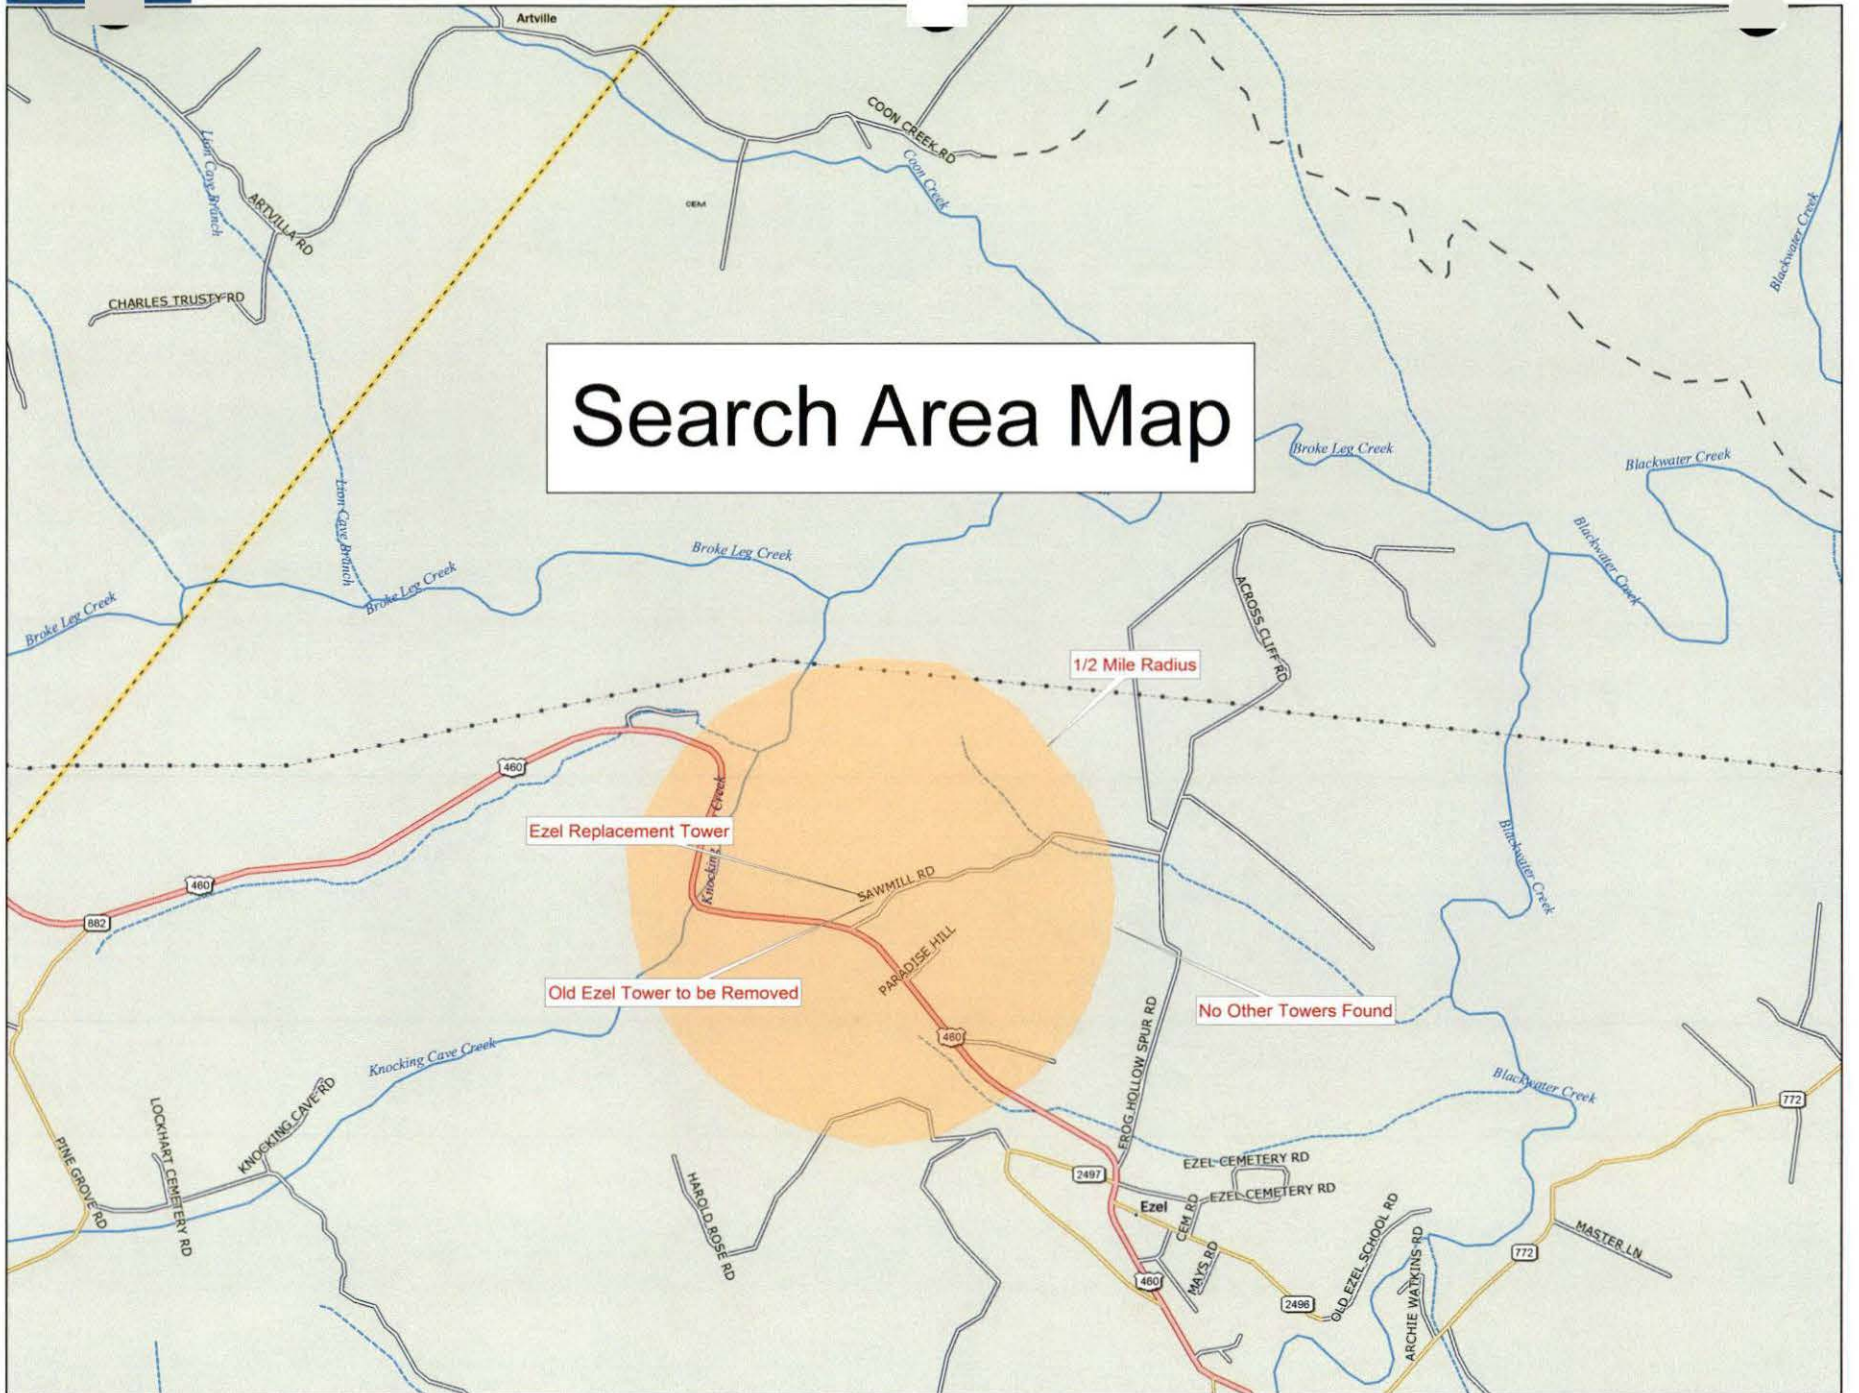 Artville
COON CREEK RD
Coon Creek
Lion Cave Branch
ARTVILLA RD
CEM
Blackwater Creek
CHARLES TRUSTY RD
Search Area Map
Broke Leg Creek
Blackwater Creek
Lion Cave Branch
Blackwater Creek
Broke Leg Creek
Broke Leg Creek
Broke Leg Creek
ACROSS CLIFF RD
1/2 Mile Radius
460
Knocking
Creek
Ezel Replacement Tower
460
SAWMILL RD
Blackwater Creek
882
PARADISE HILL
Old Ezel Tower to be Removed
No Other Towers Found
460
Knocking Cave Creek
FROG HOLLOW SPUR RD
Blackwater Creek
772
KNOCKING CAVE RD
LOCKHART CEMETERY RD
PINE GROVE RD
HAROLD ROSE RD
2497
EZEL CEMETERY RD
EZEL CEMETERY RD
Ezel
CEM RD
MAYS RD
OLD EZEL SCHOOL RD
ARCHIE WATKINS RD
MASTER LN
772
460
2496